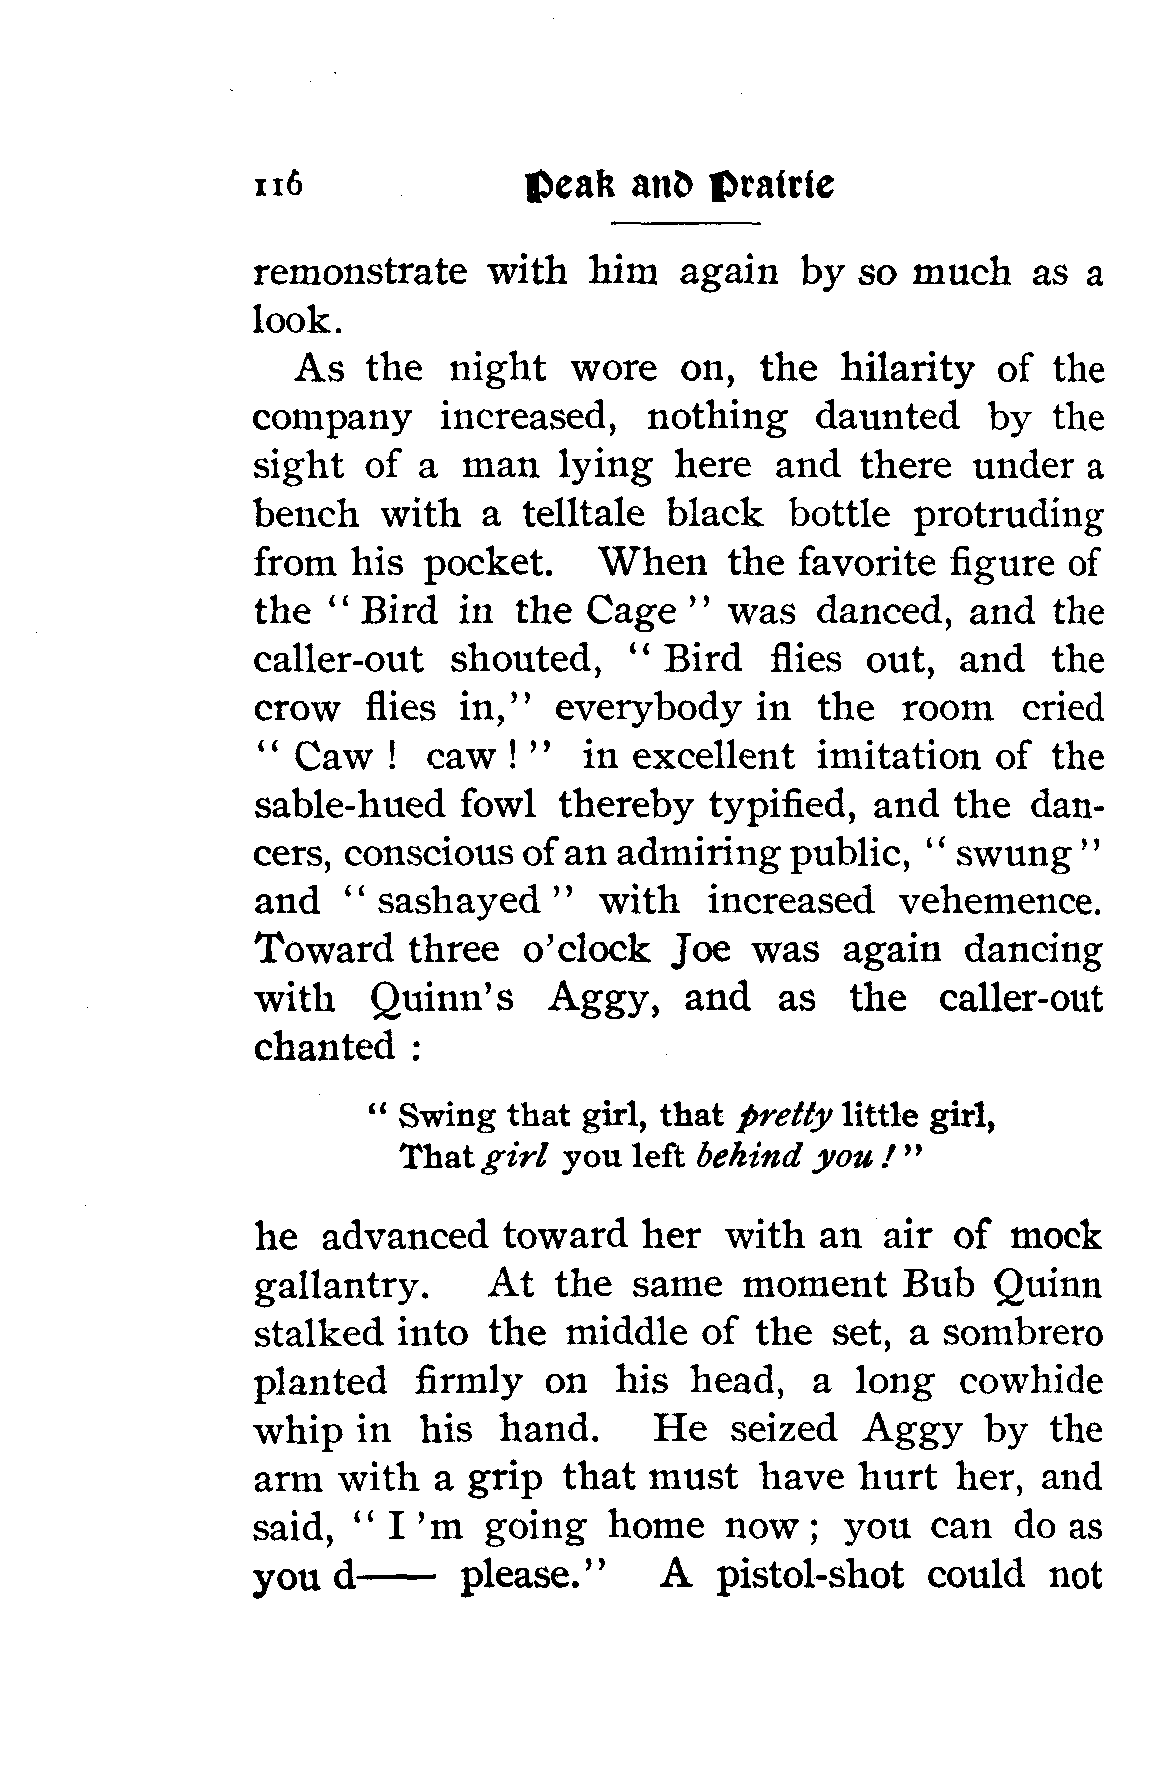 116 Peak and Prairie
remonstrate with him again by so much as a
look.
As the night wore on, the hilarity of the
company increased, nothing daunted by the
sight of a man lying here and there under a
bench with a telltale black bottle protruding
from his pocket. When the favorite figure of
the " Bird in the Cage " was danced, and the
caller-out shouted, " Bird flies out, and the
crow flies in," everybody in the room cried
" Caw ! caw ! " in excellent imitation of the
sable-hued fowl thereby typified, and the dan-
cers, conscious of an admiring public, " swung "
and " sashayed " with increased vehemence.
Toward three o'clock Joe was again dancing
with Quinn's Aggy, and as the caller-out
chanted :
" Swing that girl, that pretty little girl,
That girl you left behind you ! "
he advanced toward her with an air of mock
gallantry. At the same moment Bub Quinn
stalked into the middle of the set, a sombrero
planted firmly on his head, a long cowhide
whip in his hand. He seized Aggy by the
arm with a grip that must have hurt her, and
said, " I 'm going home now ; you can do as
you d—— please." A pistol-shot could not